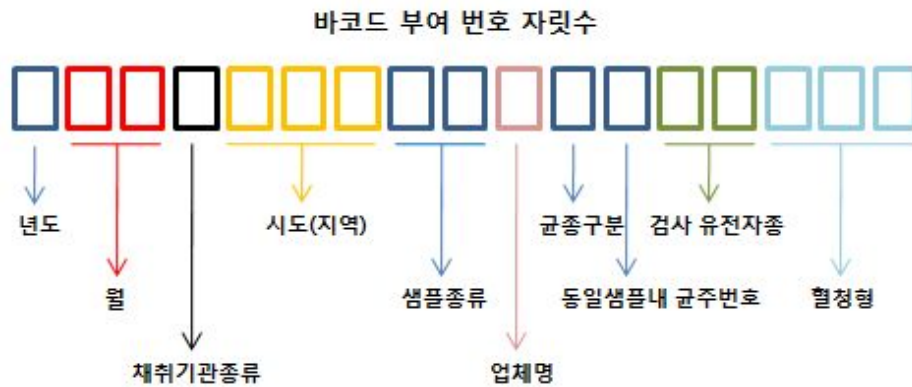 바코드 부여 번호 자릿수
년도
시도(지역)
균종구분
검사 유전자종
월
샘플종류
동일샘플내 균주번호
혈청형
채취기관종류
업체명